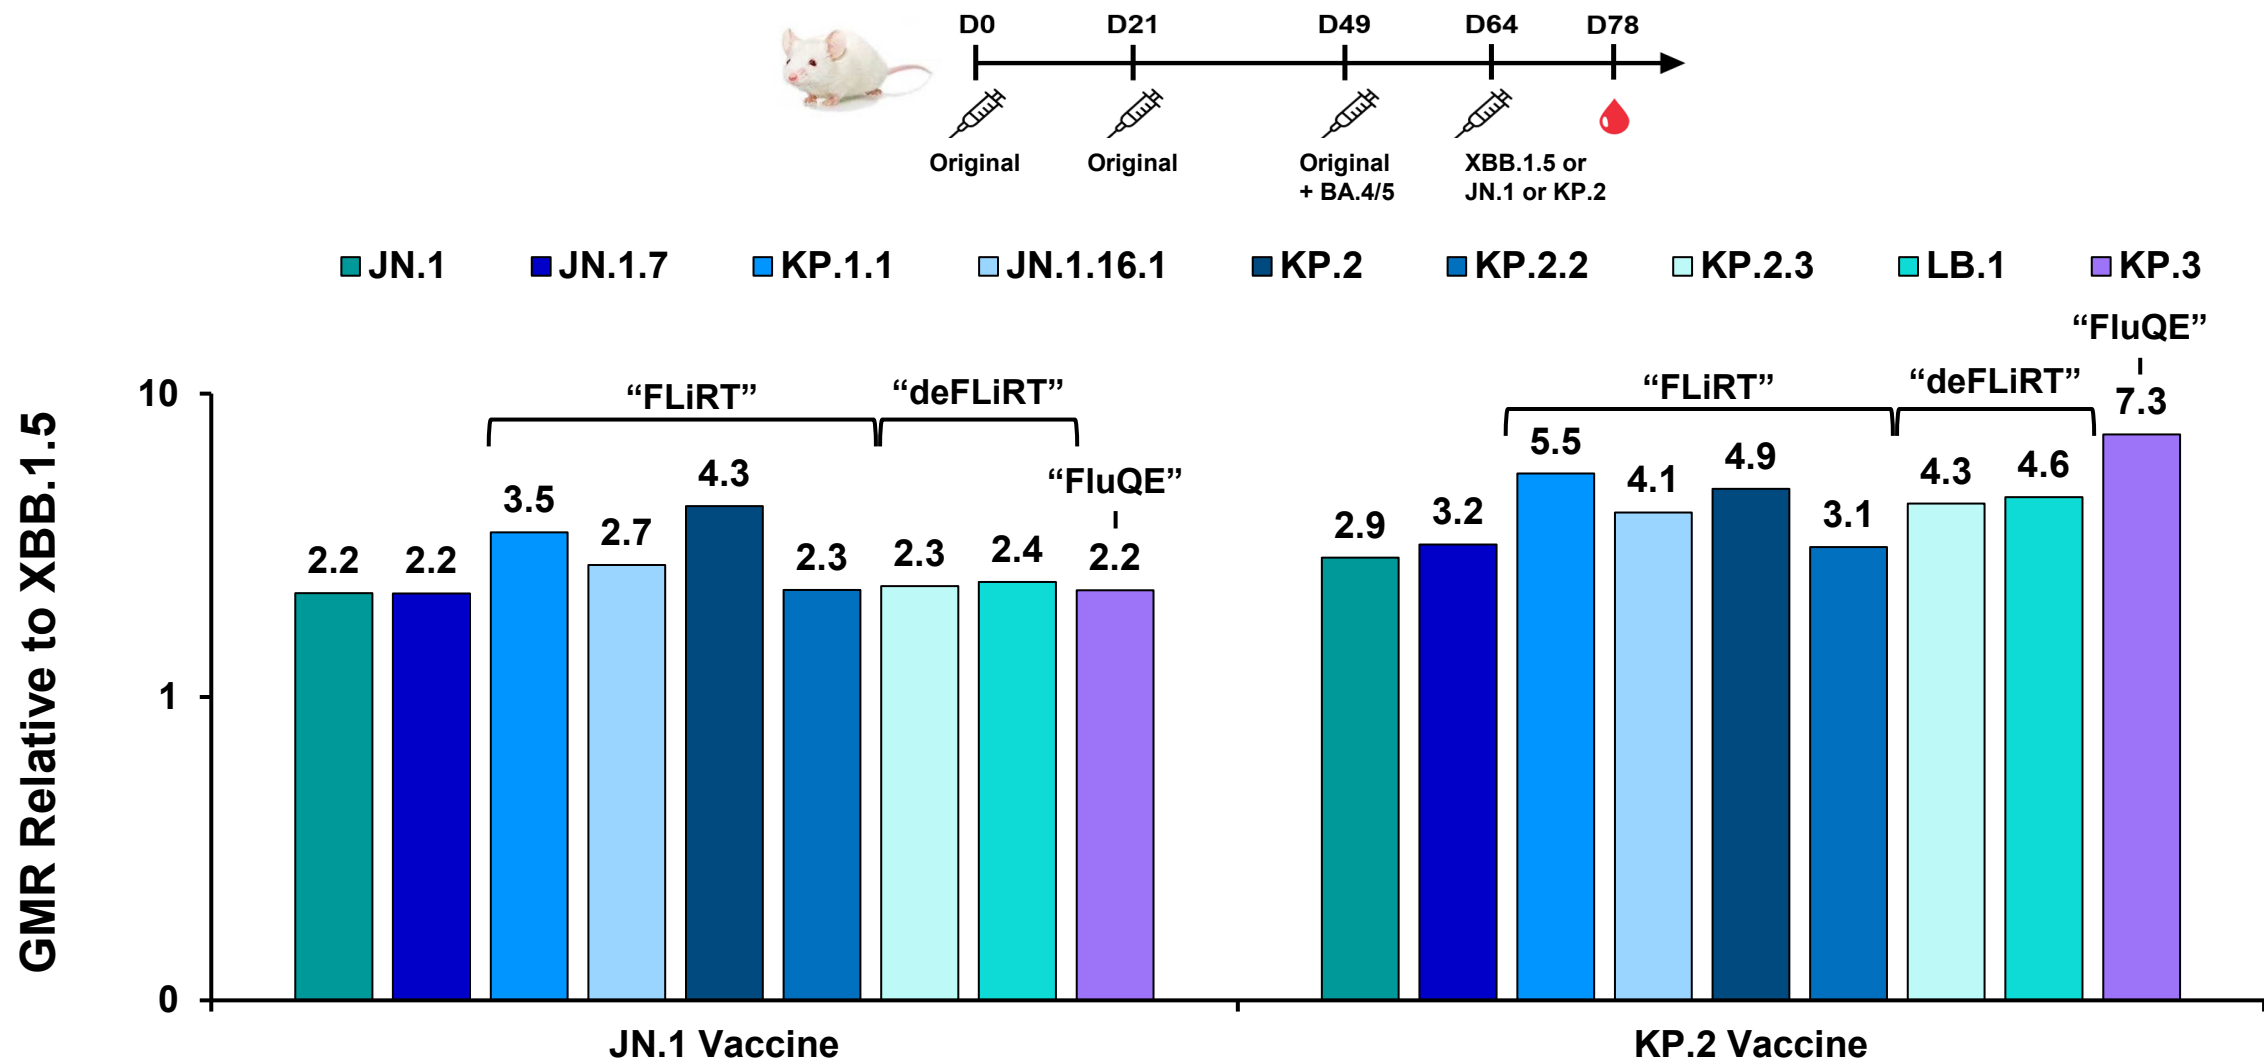 D0 D21 D49 D64 D78
Original Original Original XBB.1.5 or
+ BA.4/5 JN.1 or KP.2
JN.1 JN.1.7 KP.1.1 JN.1.16.1 KP.2 KP.2.2 KP.2.3 LB.1 KP.3
GMR Relative to XBB.1.5
10
1
0
“FLiRT” “deFLiRT”
“FluQE”
2.2 2.2 3.5 2.7 4.3 2.3 2.3 2.4 2.2
JN.1 Vaccine
“FluQE”
“FLiRT” “deFLiRT”
2.9 3.2 5.5 4.1 4.9 3.1 4.3 4.6 7.3
KP.2 Vaccine